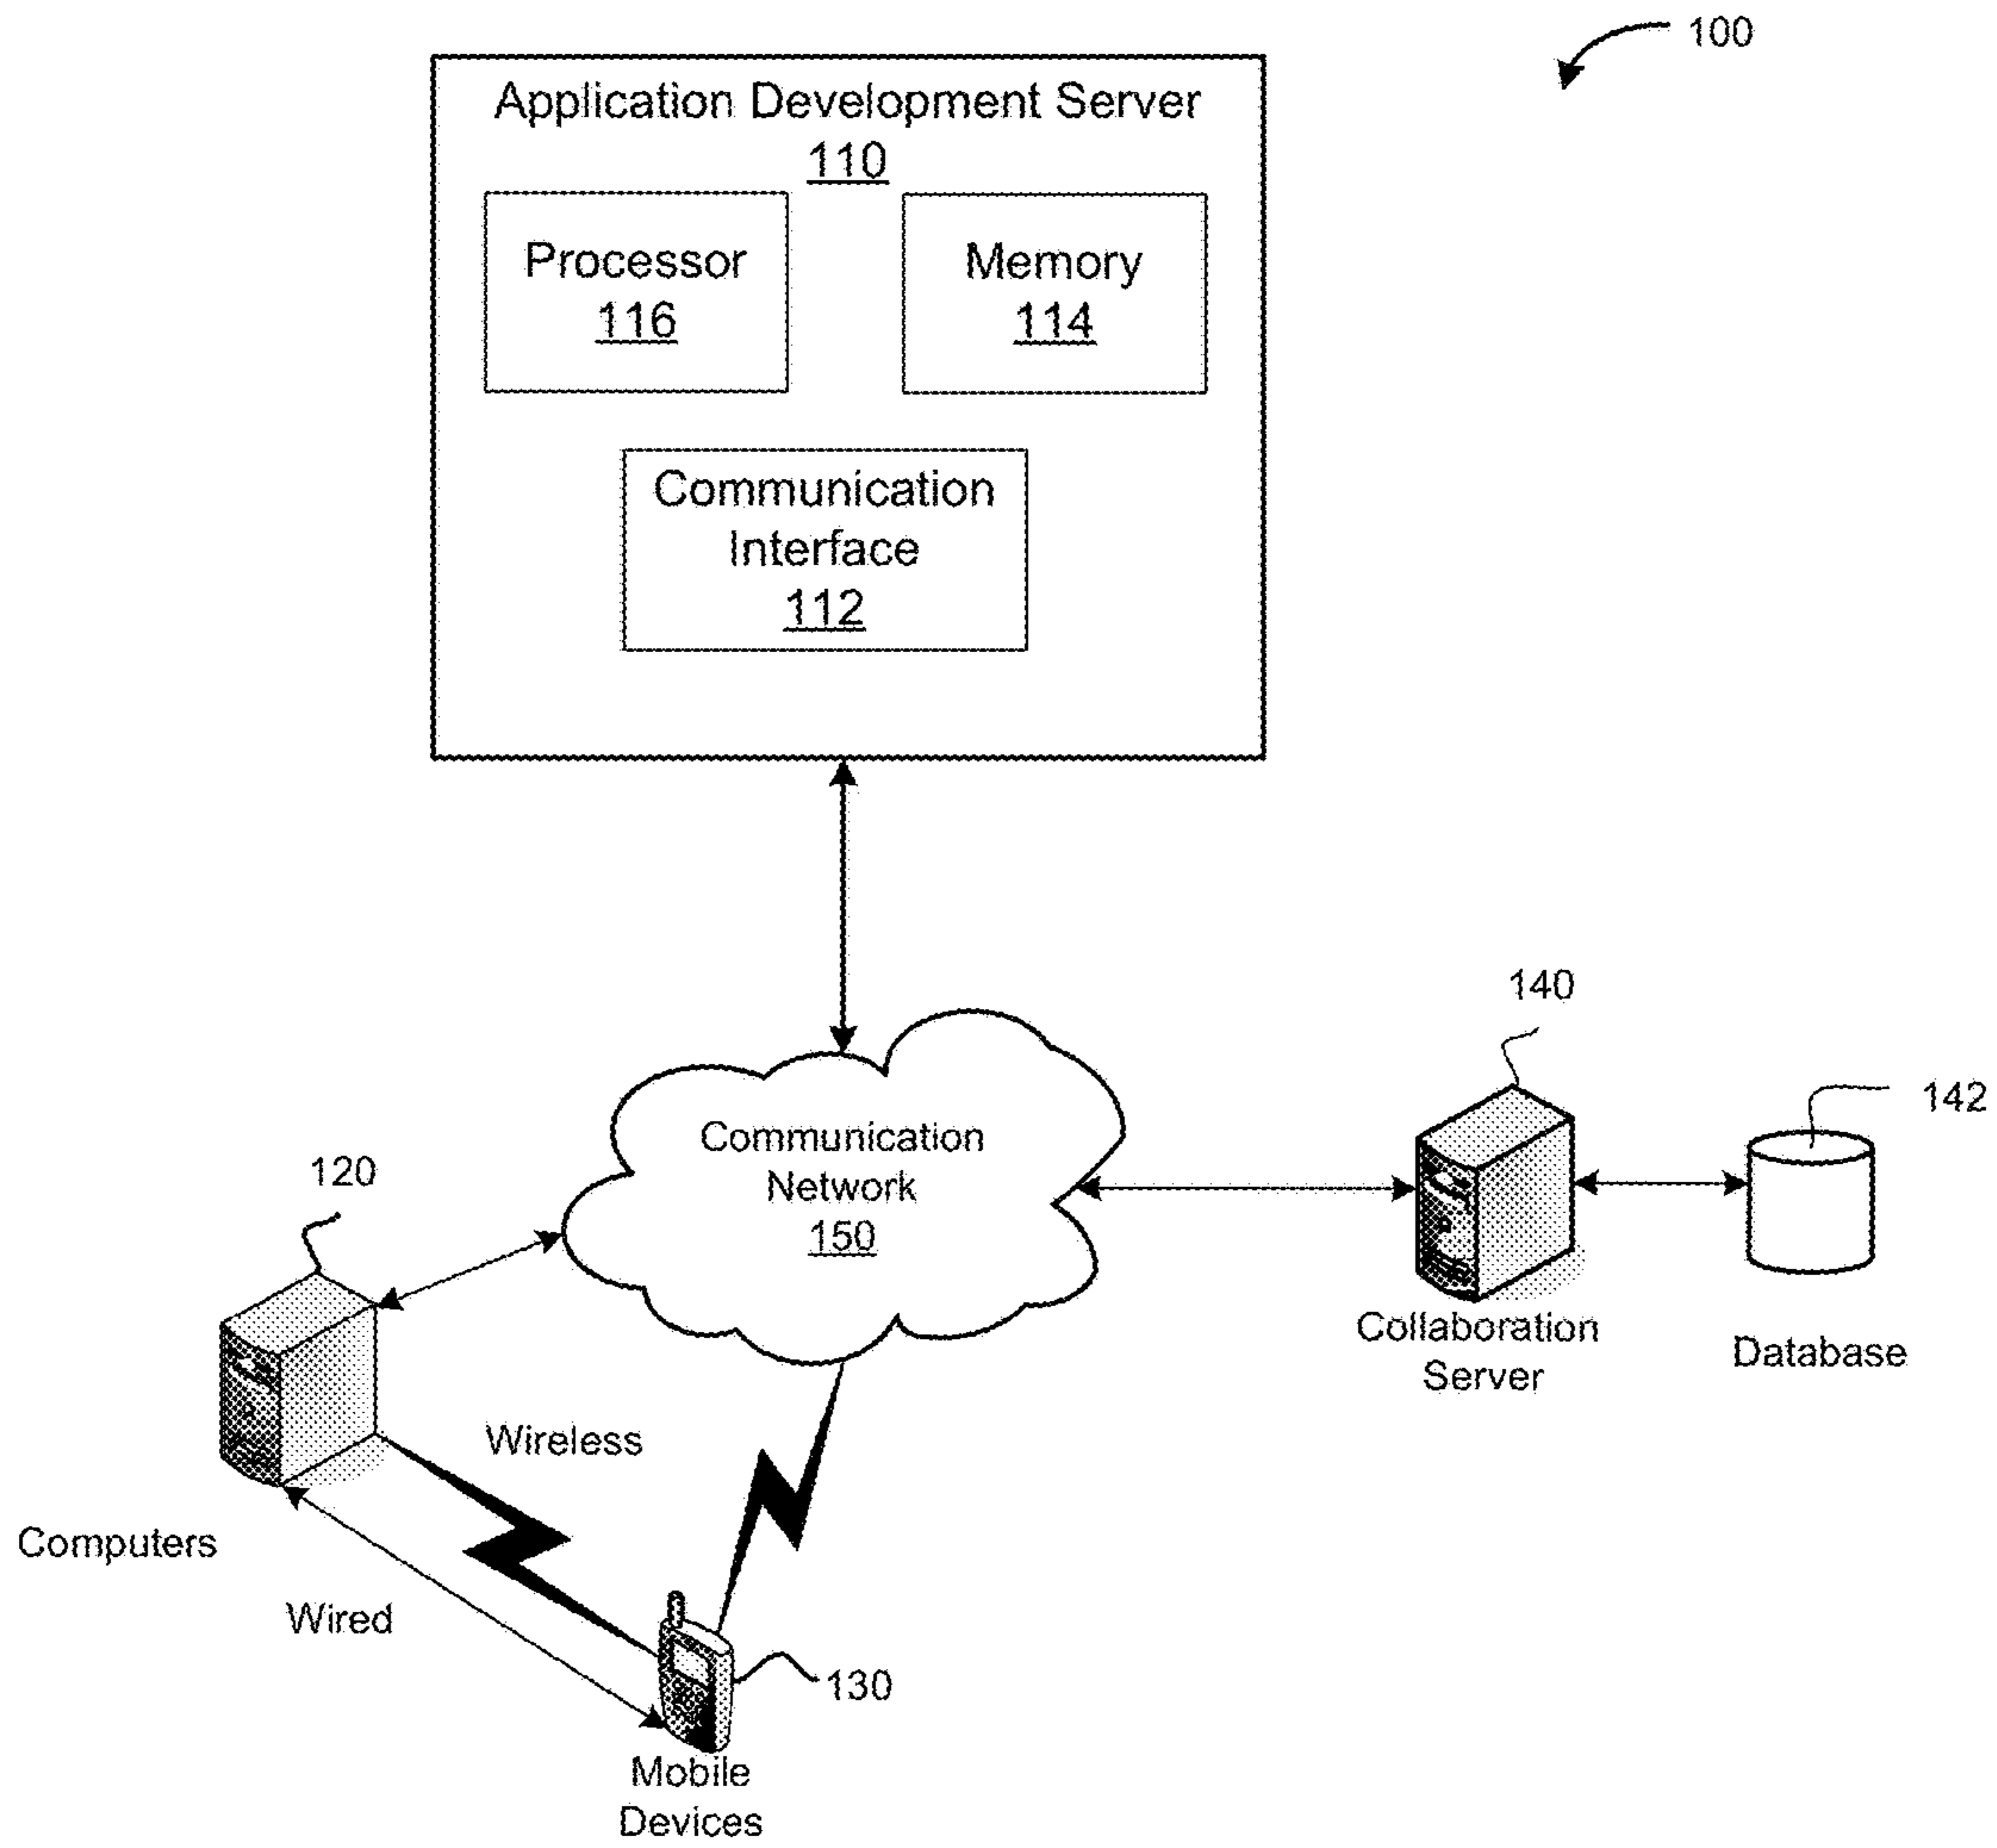 100
Application Development Server
110
Processor
116
Memory
114
Communication
Interface
112
140
142
Communication
Network
150
120
Collaboration
Server
Database
Wireless
Computers
Wired
130
Mobile
Devices